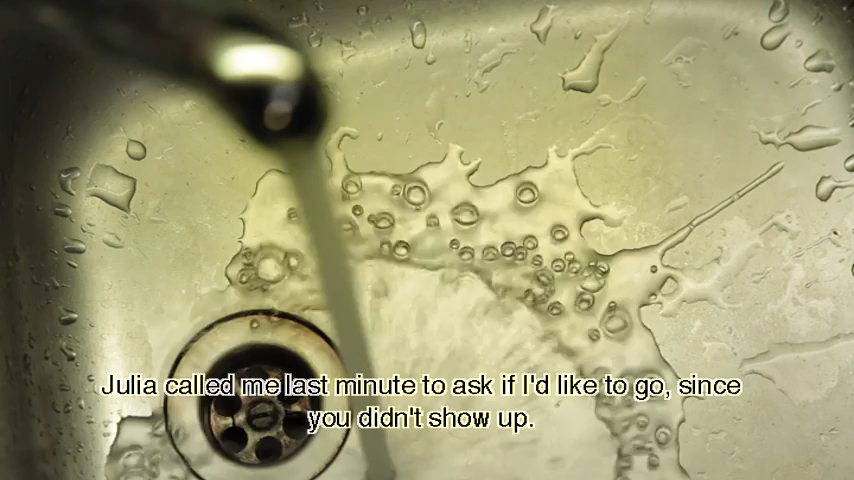 Julia called me last minute to ask if I'd like to go, since
you didn't show up.